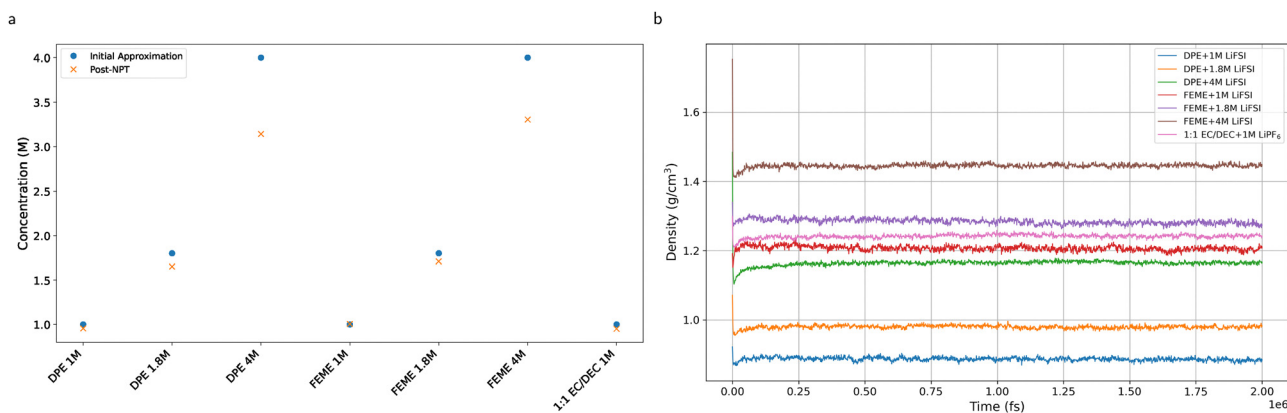 a
Initial Approximation
Post-NPT
Concentration (M)
4.0
3.5
3.0
2.5
2.0
1.5
1.0
DPE 1M
DPE 1.8M
DPE 4M
FEME 1M
FEME 1.8M
FEME 4M
1:1 EC/DEC 1M
b
DPE+1M LiFSI
DPE+1.8M LiFSI
DPE+4M LiFSI
FEME+1M LiFSI
FEME+1.8M LiFSI
FEME+4M LiFSI
1:1 EC/DEC+1M LiPF₆
Density (g/cm³)
1.6
1.4
1.2
1.0
0.00
0.25
0.50
0.75
1.00
1.25
1.50
1.75
2.00
1e6
Time (fs)